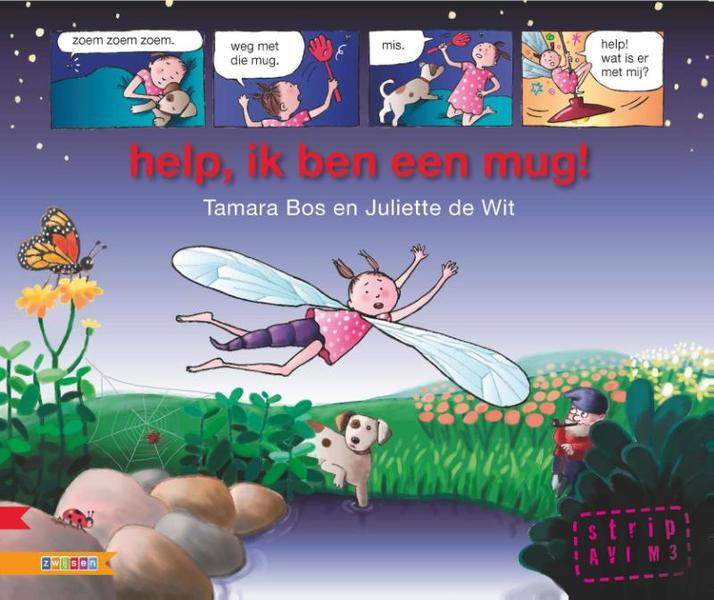 zoem zoem zoem.
weg met
die mug.
mis.
help!
wat is er
met mij?
help, ik ben een mug!
Tamara Bos en Juliette de Wit
strip
AVI M3
zwijsen